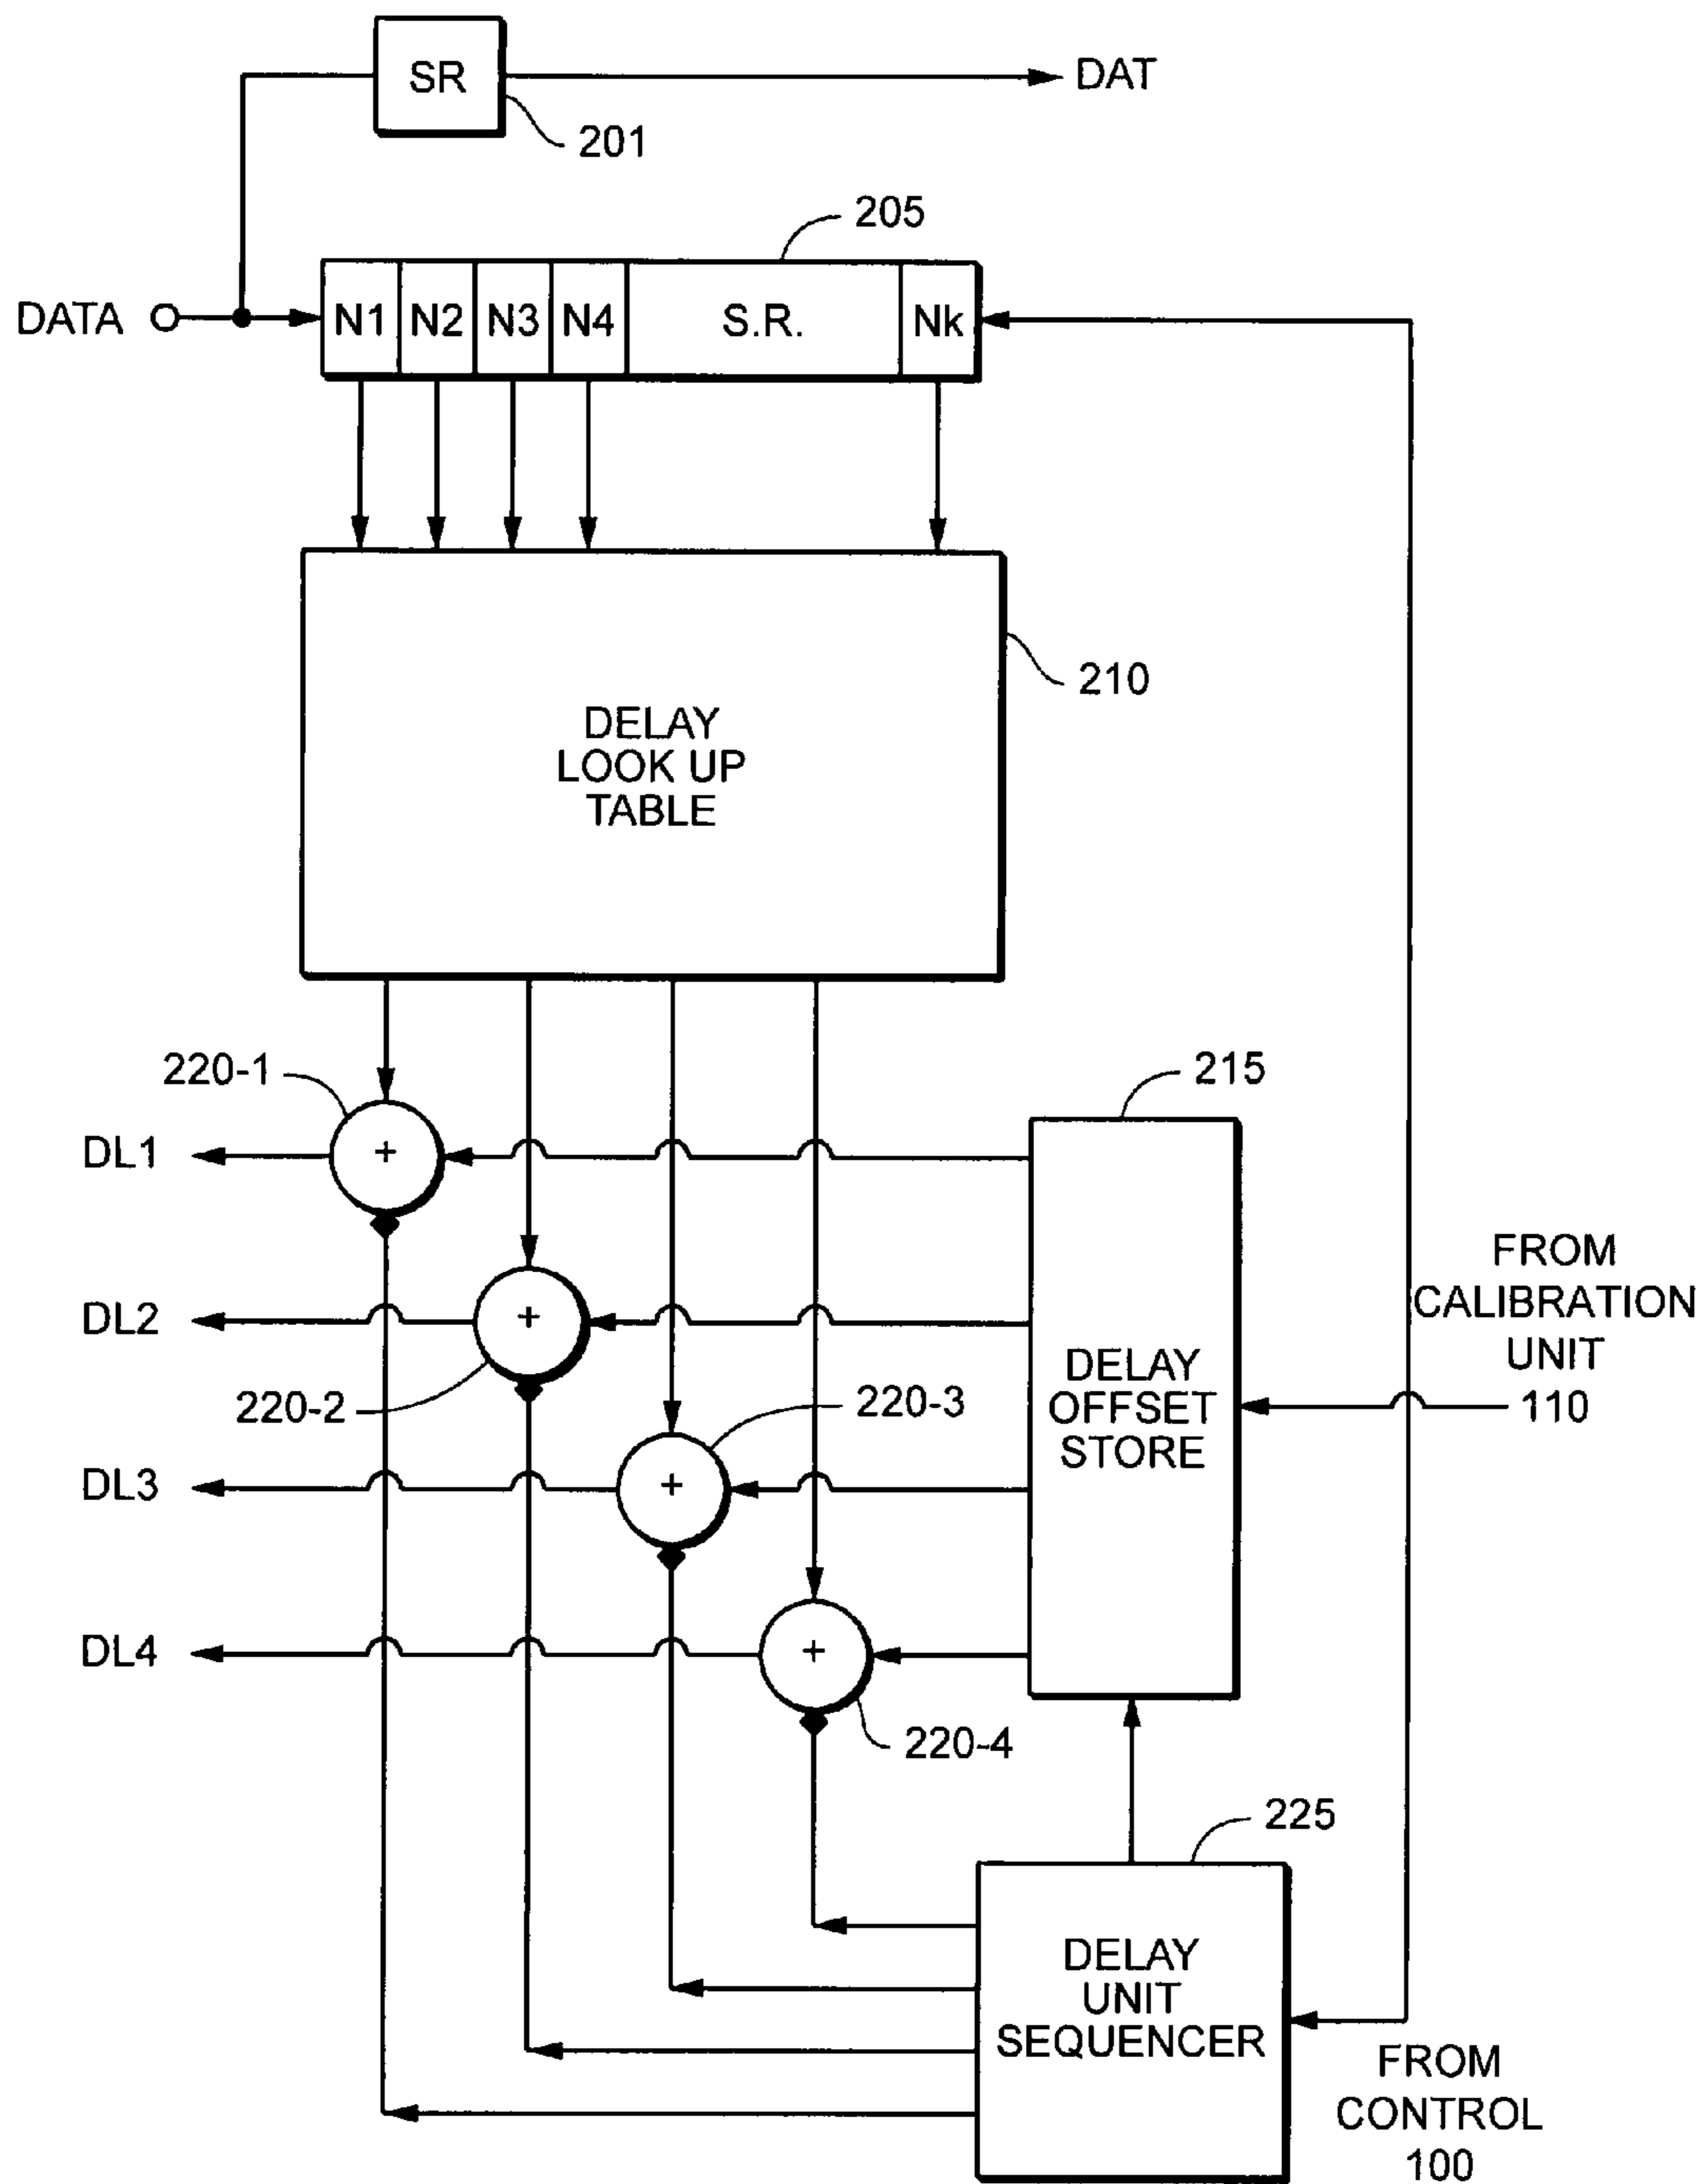 SR
DAT
201
205
DATA
N1 N2 N3 N4 S.R. Nk
210
DELAY
LOOK UP
TABLE
220-1
215
DL1
+
FROM
CALIBRATION
UNIT
110
DL2
+
220-2
DELAY
OFFSET
STORE
220-3
DL3
+
DL4
+
220-4
225
DELAY
UNIT
SEQUENCER
FROM
CONTROL
100